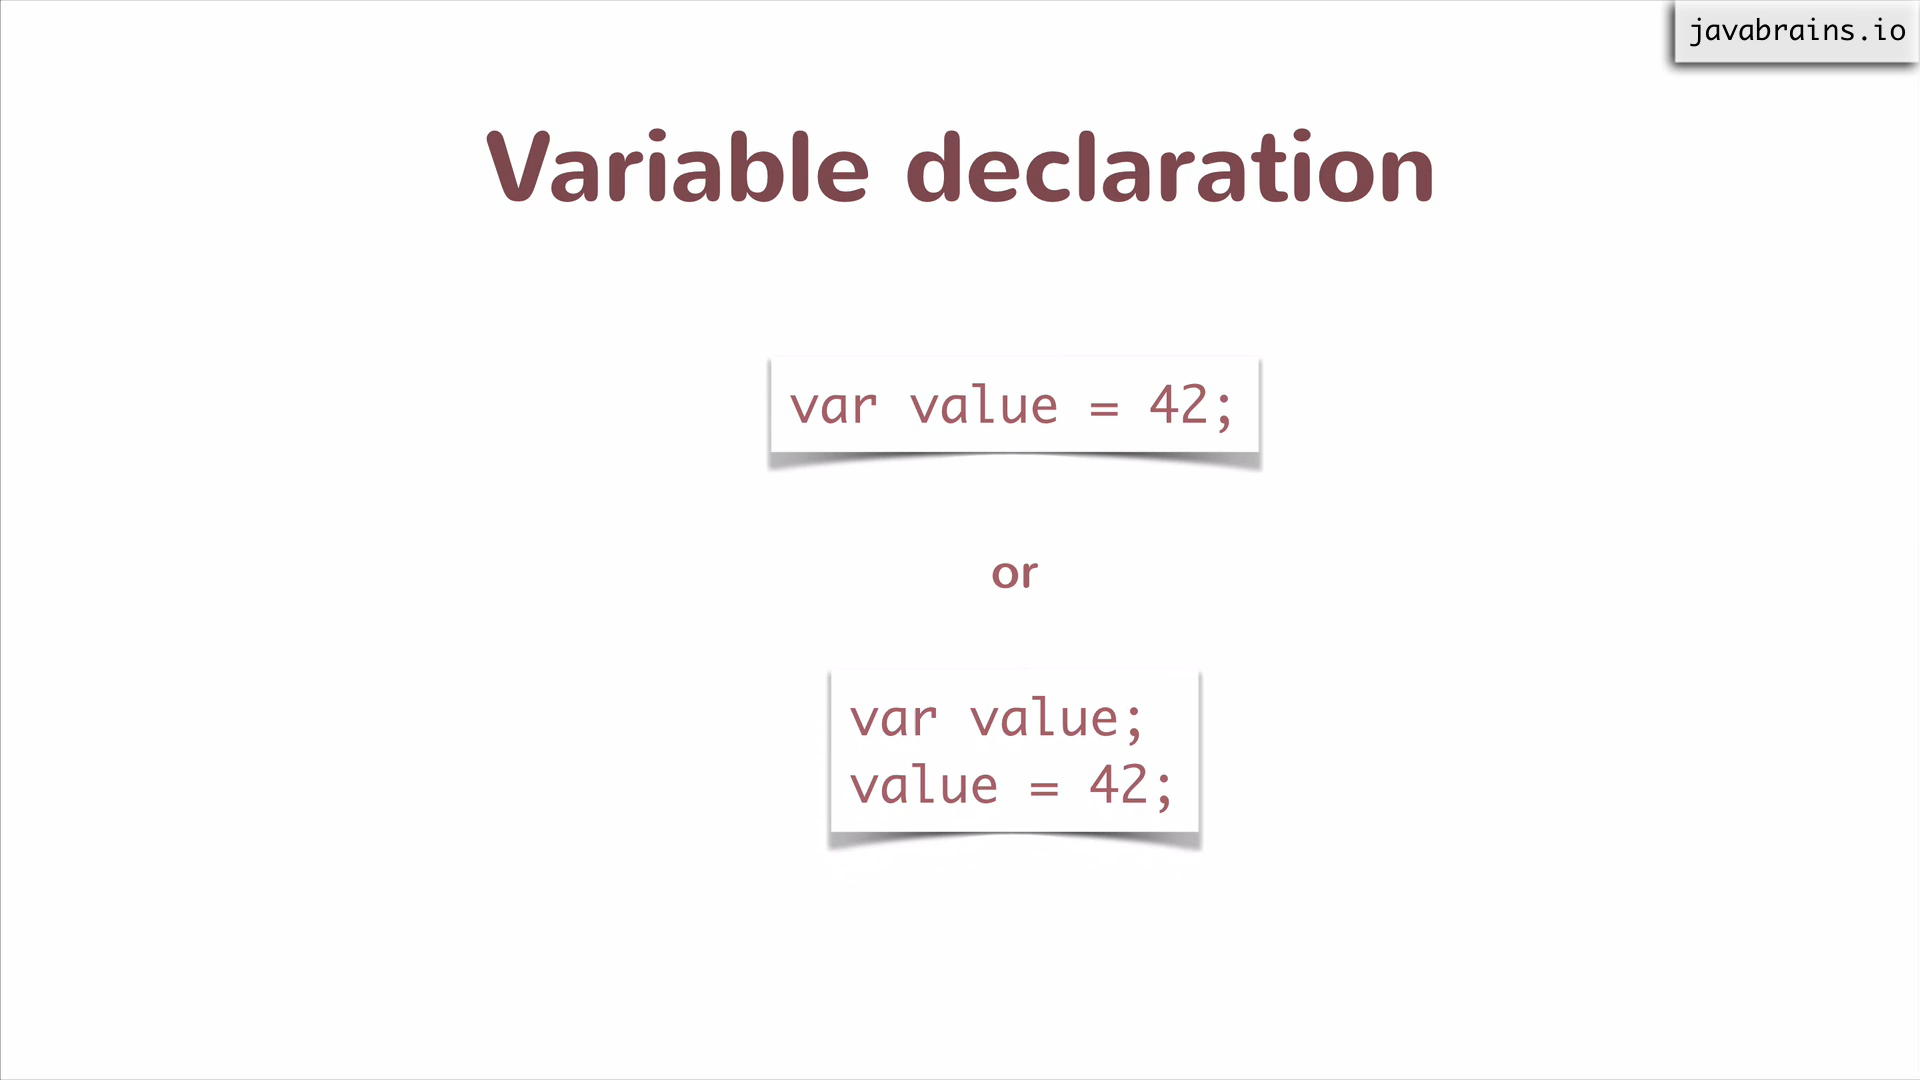 javabrains.io
Variable declaration
var value = 42;
or
var value;
value = 42;